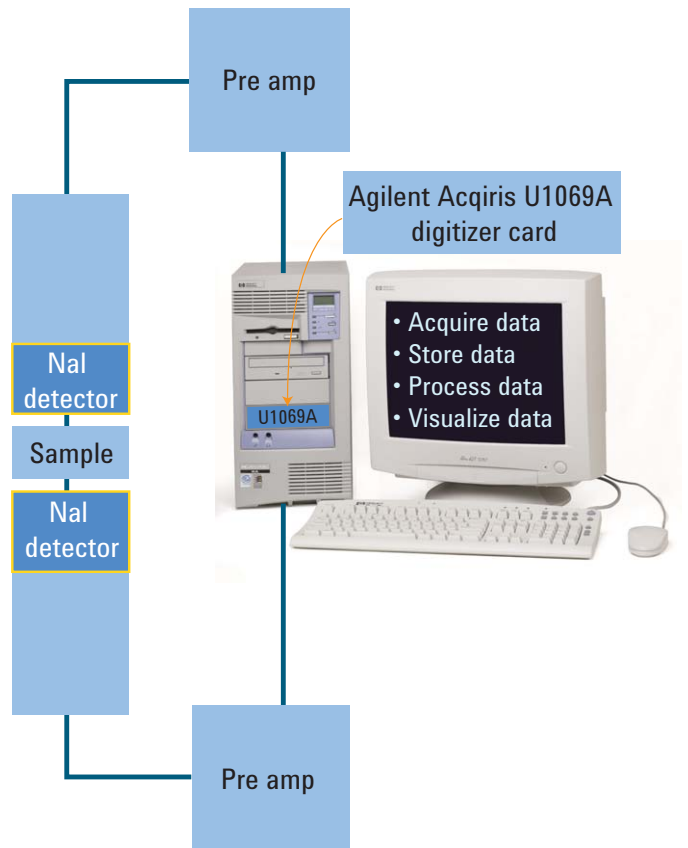 Pre amp
Agilent Acqiris U1069A
digitizer card
• Acquire data
• Store data
• Process data
• Visualize data
NaI
detector
U1069A
Sample
NaI
detector
Pre amp